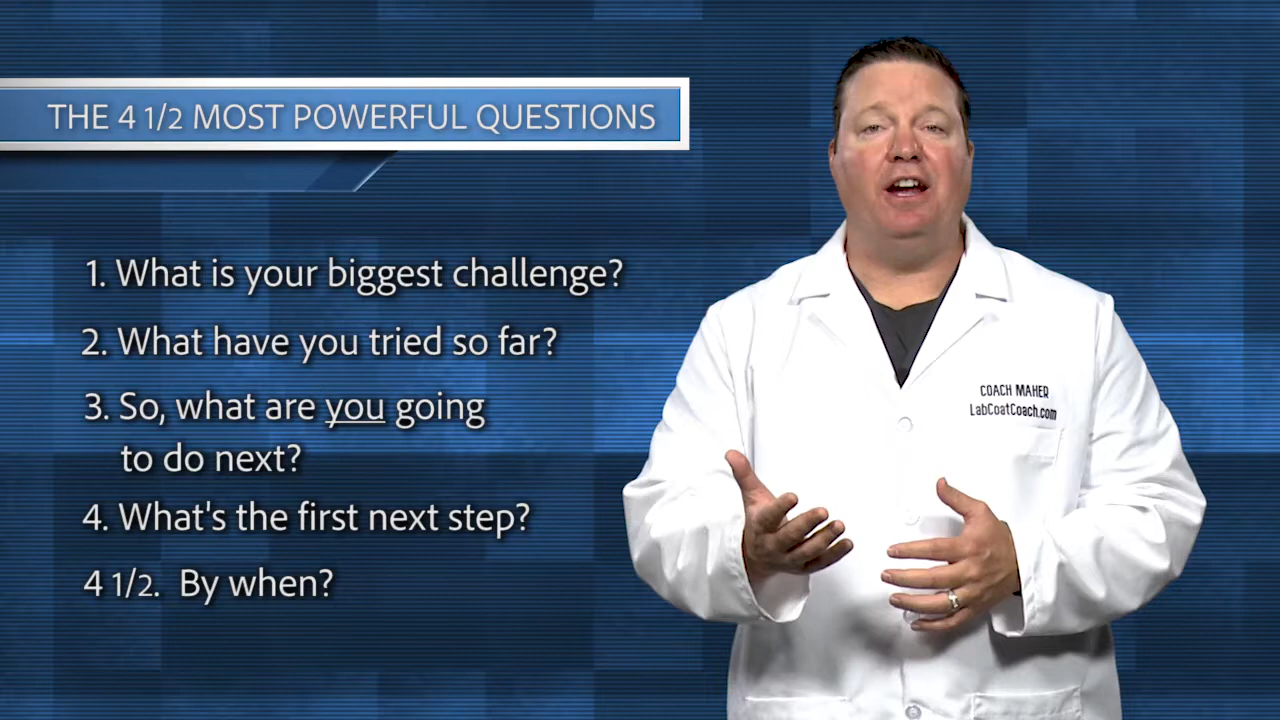 THE 4 1/2 MOST POWERFUL QUESTIONS
1. What is your biggest challenge?
2. What have you tried so far?
3. So, what are you going
to do next?
4. What's the first next step?
4 1/2. By when?
COACH MAHER
LabCoatCoach.com